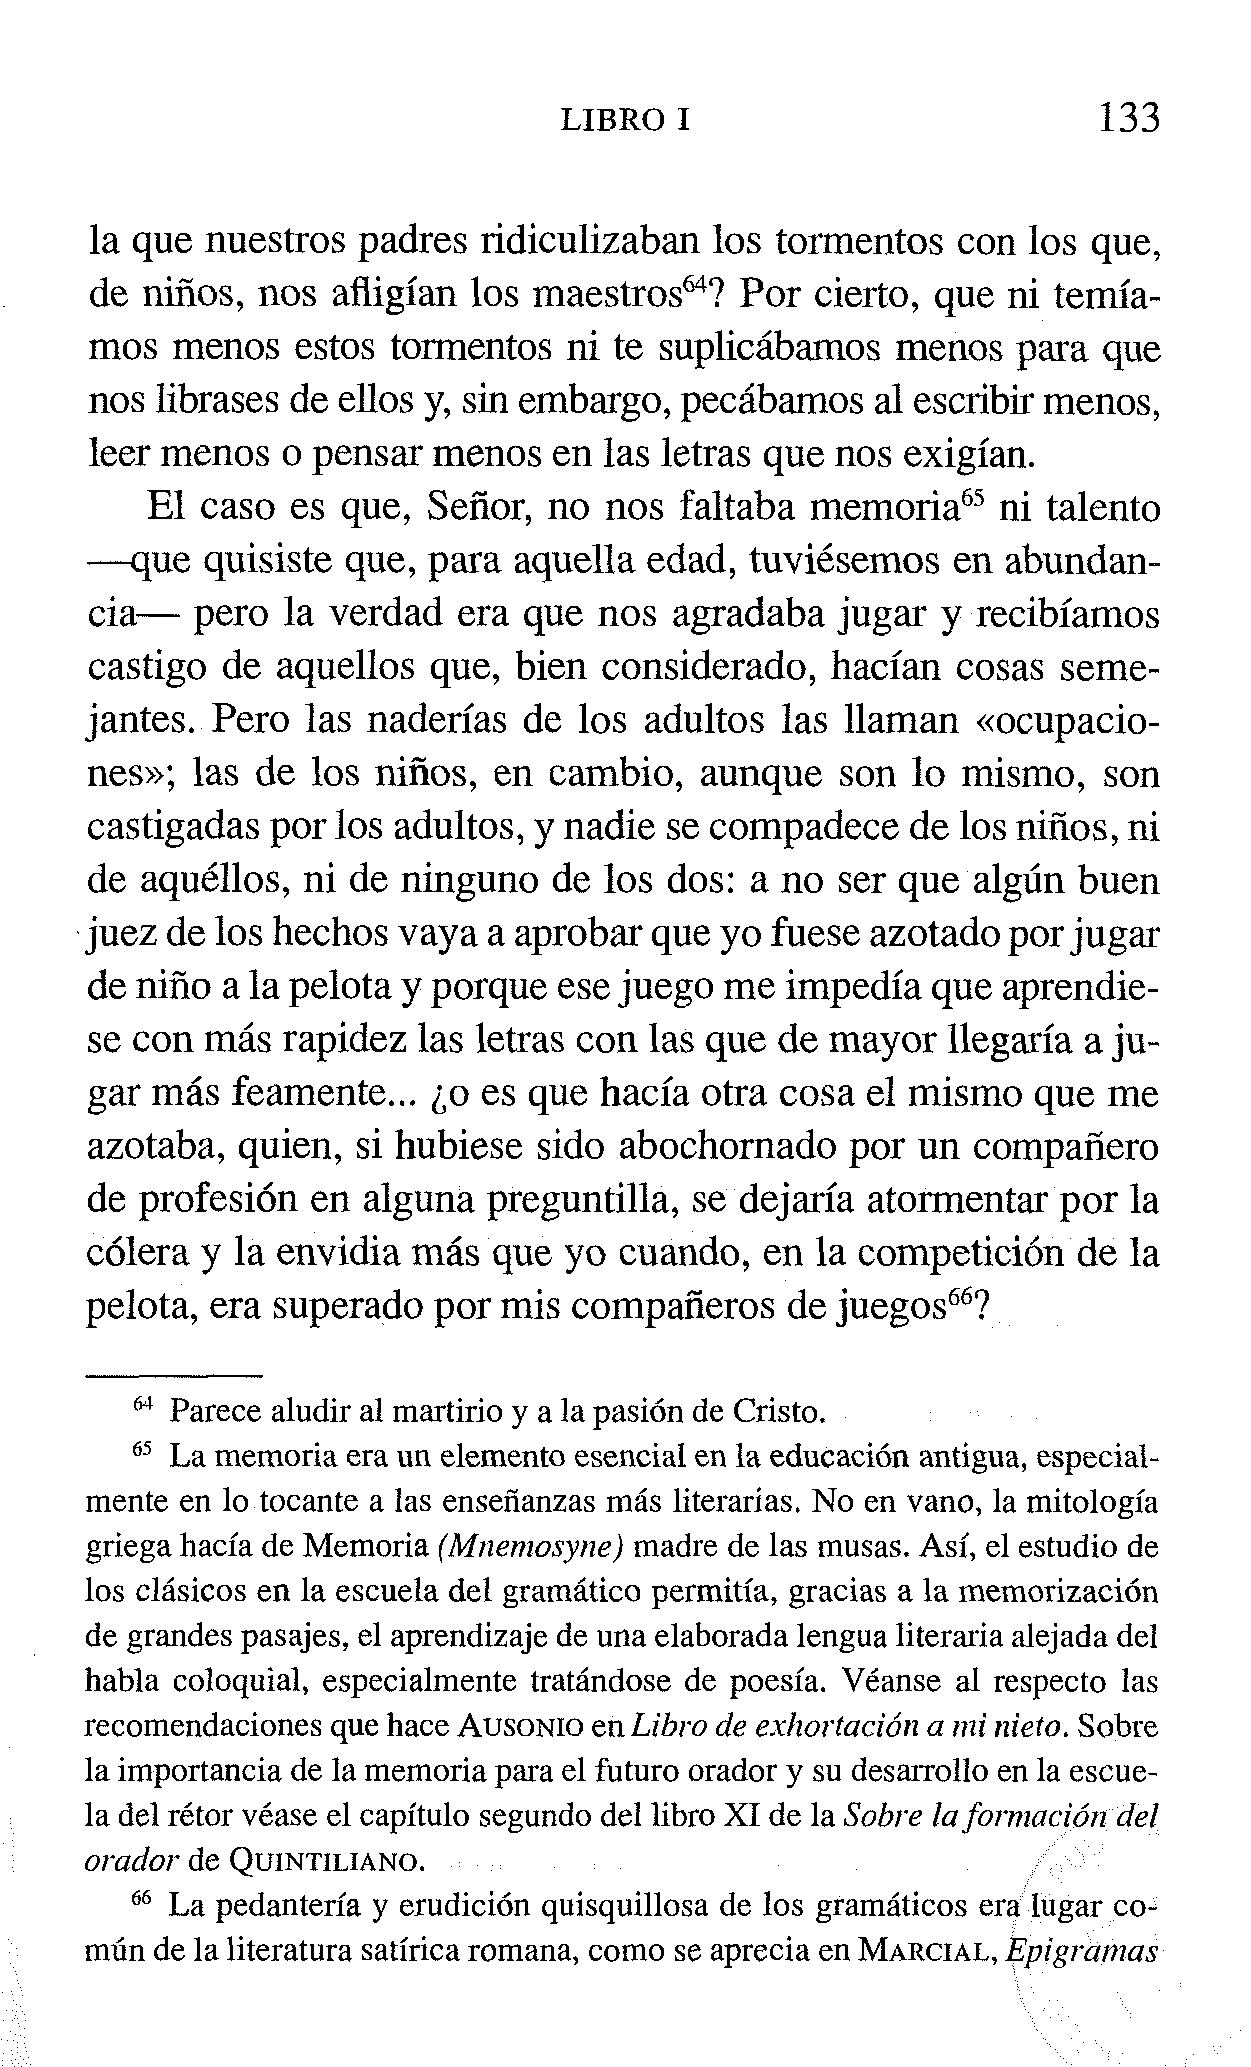 LIBRO I 133
la que nuestros padres ridiculizaban los tormentos con los que,
de niños, nos afligían los maestros⁶⁴? Por cierto, que ni temía-
mos menos estos tormentos ni te suplicábamos menos para que
nos librases de ellos y, sin embargo, pecábamos al escribir menos,
leer menos o pensar menos en las letras que nos exigían.
El caso es que, Señor, no nos faltaba memoria⁶⁵ ni talento
—que quisiste que, para aquella edad, tuviésemos en abundan-
cia— pero la verdad era que nos agradaba jugar y recibíamos
castigo de aquellos que, bien considerado, hacían cosas seme-
jantes. Pero las naderías de los adultos las llaman «ocupacio-
nes»; las de los niños, en cambio, aunque son lo mismo, son
castigadas por los adultos, y nadie se compadece de los niños, ni
de aquéllos, ni de ninguno de los dos: a no ser que algún buen
juez de los hechos vaya a aprobar que yo fuese azotado por jugar
de niño a la pelota y porque ese juego me impedía que aprendie-
se con más rapidez las letras con las que de mayor llegaría a ju-
gar más feamente... ¿o es que hacía otra cosa el mismo que me
azotaba, quien, si hubiese sido abochornado por un compañero
de profesión en alguna preguntilla, se dejaría atormentar por la
cólera y la envidia más que yo cuando, en la competición de la
pelota, era superado por mis compañeros de juegos⁶⁶?
⁶⁴ Parece aludir al martirio y a la pasión de Cristo.
⁶⁵ La memoria era un elemento esencial en la educación antigua, especial-
mente en lo tocante a las enseñanzas más literarias. No en vano, la mitología
griega hacía de Memoria (Mnemosyne) madre de las musas. Así, el estudio de
los clásicos en la escuela del gramático permitía, gracias a la memorización
de grandes pasajes, el aprendizaje de una elaborada lengua literaria alejada del
habla coloquial, especialmente tratándose de poesía. Véanse al respecto las
recomendaciones que hace AUSONIO en Libro de exhortación a mi nieto. Sobre
la importancia de la memoria para el futuro orador y su desarrollo en la escue-
la del rétor véase el capítulo segundo del libro XI de la Sobre la formación del
orador de QUINTILIANO.
⁶⁶ La pedantería y erudición quisquillosa de los gramáticos era lugar co-
mún de la literatura satírica romana, como se aprecia en MARCIAL, Epigramas